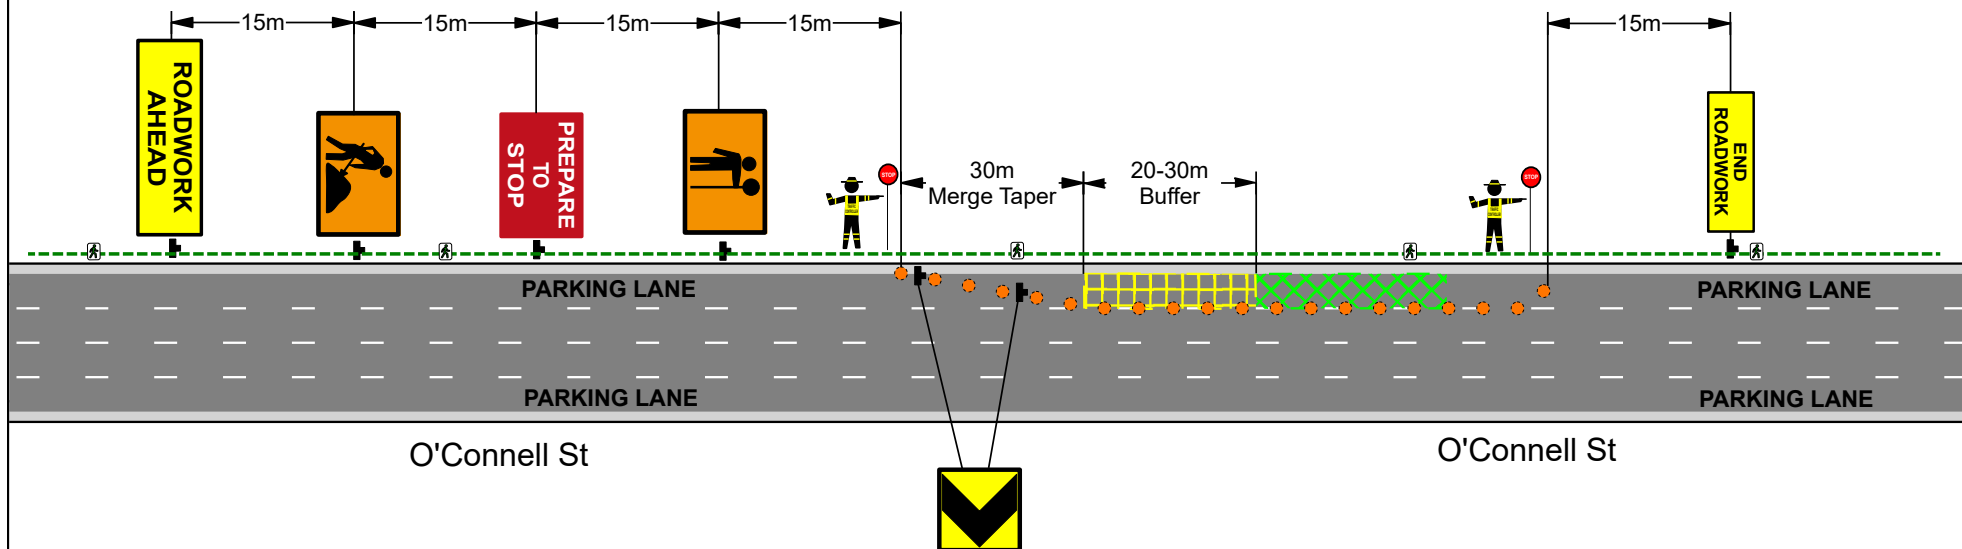 15m
15m
15m
15m
15m
ROADWORK
AHEAD
PREPARE
TO
STOP
STOP
30m
Merge Taper
20-30m
Buffer
STOP
END
ROADWORK
PARKING LANE
PARKING LANE
PARKING LANE
PARKING LANE
O'Connell St
O'Connell St